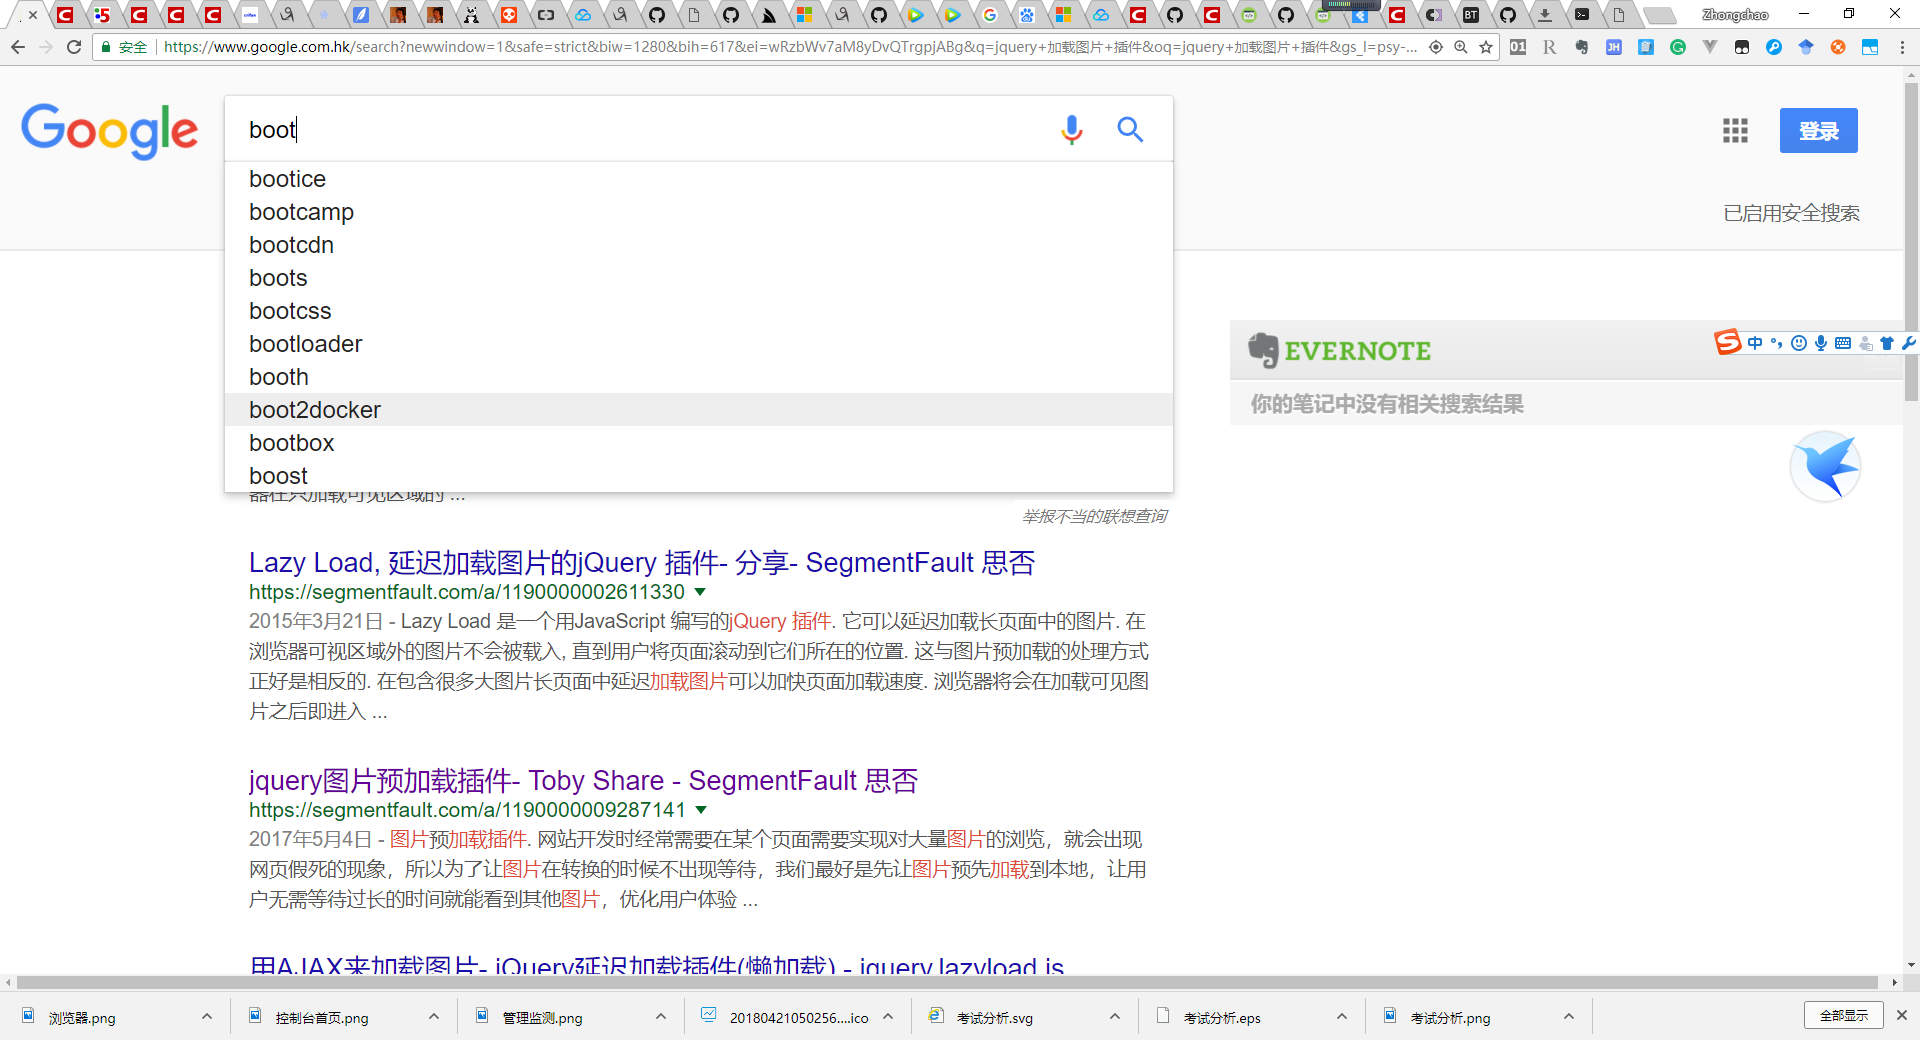 Zhongchao
安全 https://www.google.com.hk/search?newwindow=1&safe=strict&biw=1280&bih=617&ei=wRzbWv7aM8yDvQTrgpjABg&q=jquery+加载图片+插件&oq=jquery+加载图片+插件&gs_l=psy-...
Google
boot
登录
bootice
bootcamp
bootcdn
boots
bootcss
bootloader
booth
boot2docker
bootbox
boost
已启用安全搜索
EVERNOTE
中
你的笔记中没有相关搜索结果
器在只加载可见区域的 ...
举报不当的联想查询
Lazy Load, 延迟加载图片的jQuery 插件- 分享- SegmentFault 思否
https://segmentfault.com/a/1190000002611330
2015年3月21日 - Lazy Load 是一个用JavaScript 编写的jQuery 插件. 它可以延迟加载长页面中的图片. 在
浏览器可视区域外的图片不会被载入, 直到用户将页面滚动到它们所在的位置. 这与图片预加载的处理方式
正好是相反的. 在包含很多大图片长页面中延迟加载图片可以加快页面加载速度. 浏览器将会在加载可见图
片之后即进入 ...
jquery图片预加载插件- Toby Share - SegmentFault 思否
https://segmentfault.com/a/1190000009287141
2017年5月4日 - 图片预加载插件. 网站开发时经常需要在某个页面需要实现对大量图片的浏览，就会出现
网页假死的现象，所以为了让图片在转换的时候不出现等待，我们最好是先让图片预先加载到本地，让用
户无需等待过长的时间就能看到其他图片，优化用户体验 ...
用AJAX来加载图片- jQuery延迟加载插件(懒加载) - jquery.lazyload.js
浏览器.png
控制台首页.png
管理监测.png
20180421050256....ico
考试分析.svg
考试分析.eps
考试分析.png
全部显示